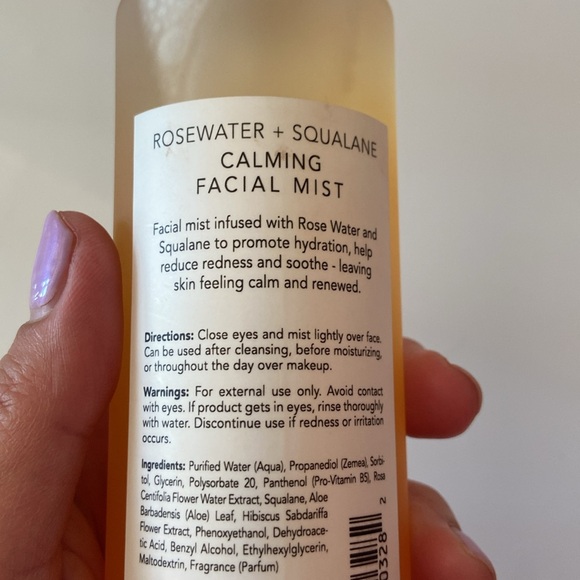 ROSEWATER + SQUALANE
CALMING
FACIAL MIST
Facial mist infused with Rose Water and
Squalane to promote hydration, help
reduce redness and soothe - leaving
skin feeling calm and renewed.
Directions: Close eyes and mist lightly over face.
Can be used after cleansing, before moisturizing,
or throughout the day over makeup.
Warnings: For external use only. Avoid contact
with eyes. If product gets in eyes, rinse thoroughly
with water. Discontinue use if redness or irritation
occurs.
Ingredients: Purified Water (Aqua), Propanediol (Zemea), Sorbi-
tol, Glycerin, Polysorbate 20, Panthenol (Pro-Vitamin B5), Rosa
Centifolia Flower Water Extract, Squalane, Aloe
Barbadensis (Aloe) Leaf, Hibiscus Sabdariffa
Flower Extract, Phenoxyethanol, Dehydroace-
tic Acid, Benzyl Alcohol, Ethylhexylglycerin,
Maltodextrin, Fragrance (Parfum)
0328 2